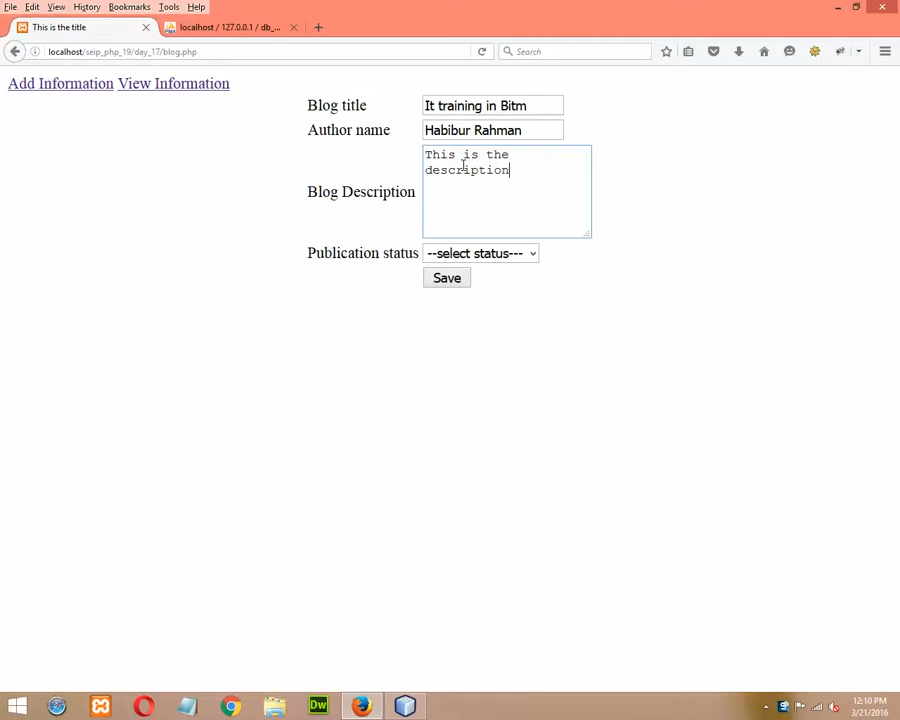 File Edit View History Bookmarks Tools Help
This is the title
localhost / 127.0.0.1 / db_...
localhost/seip_php_19/day_17/blog.php
Search
Add Information View Information
Blog title
It training in Bitm
Author name
Habibur Rahman
Blog Description
This is the
description
Publication status
--select status---
Save
Dw
12:10 PM
3/21/2016